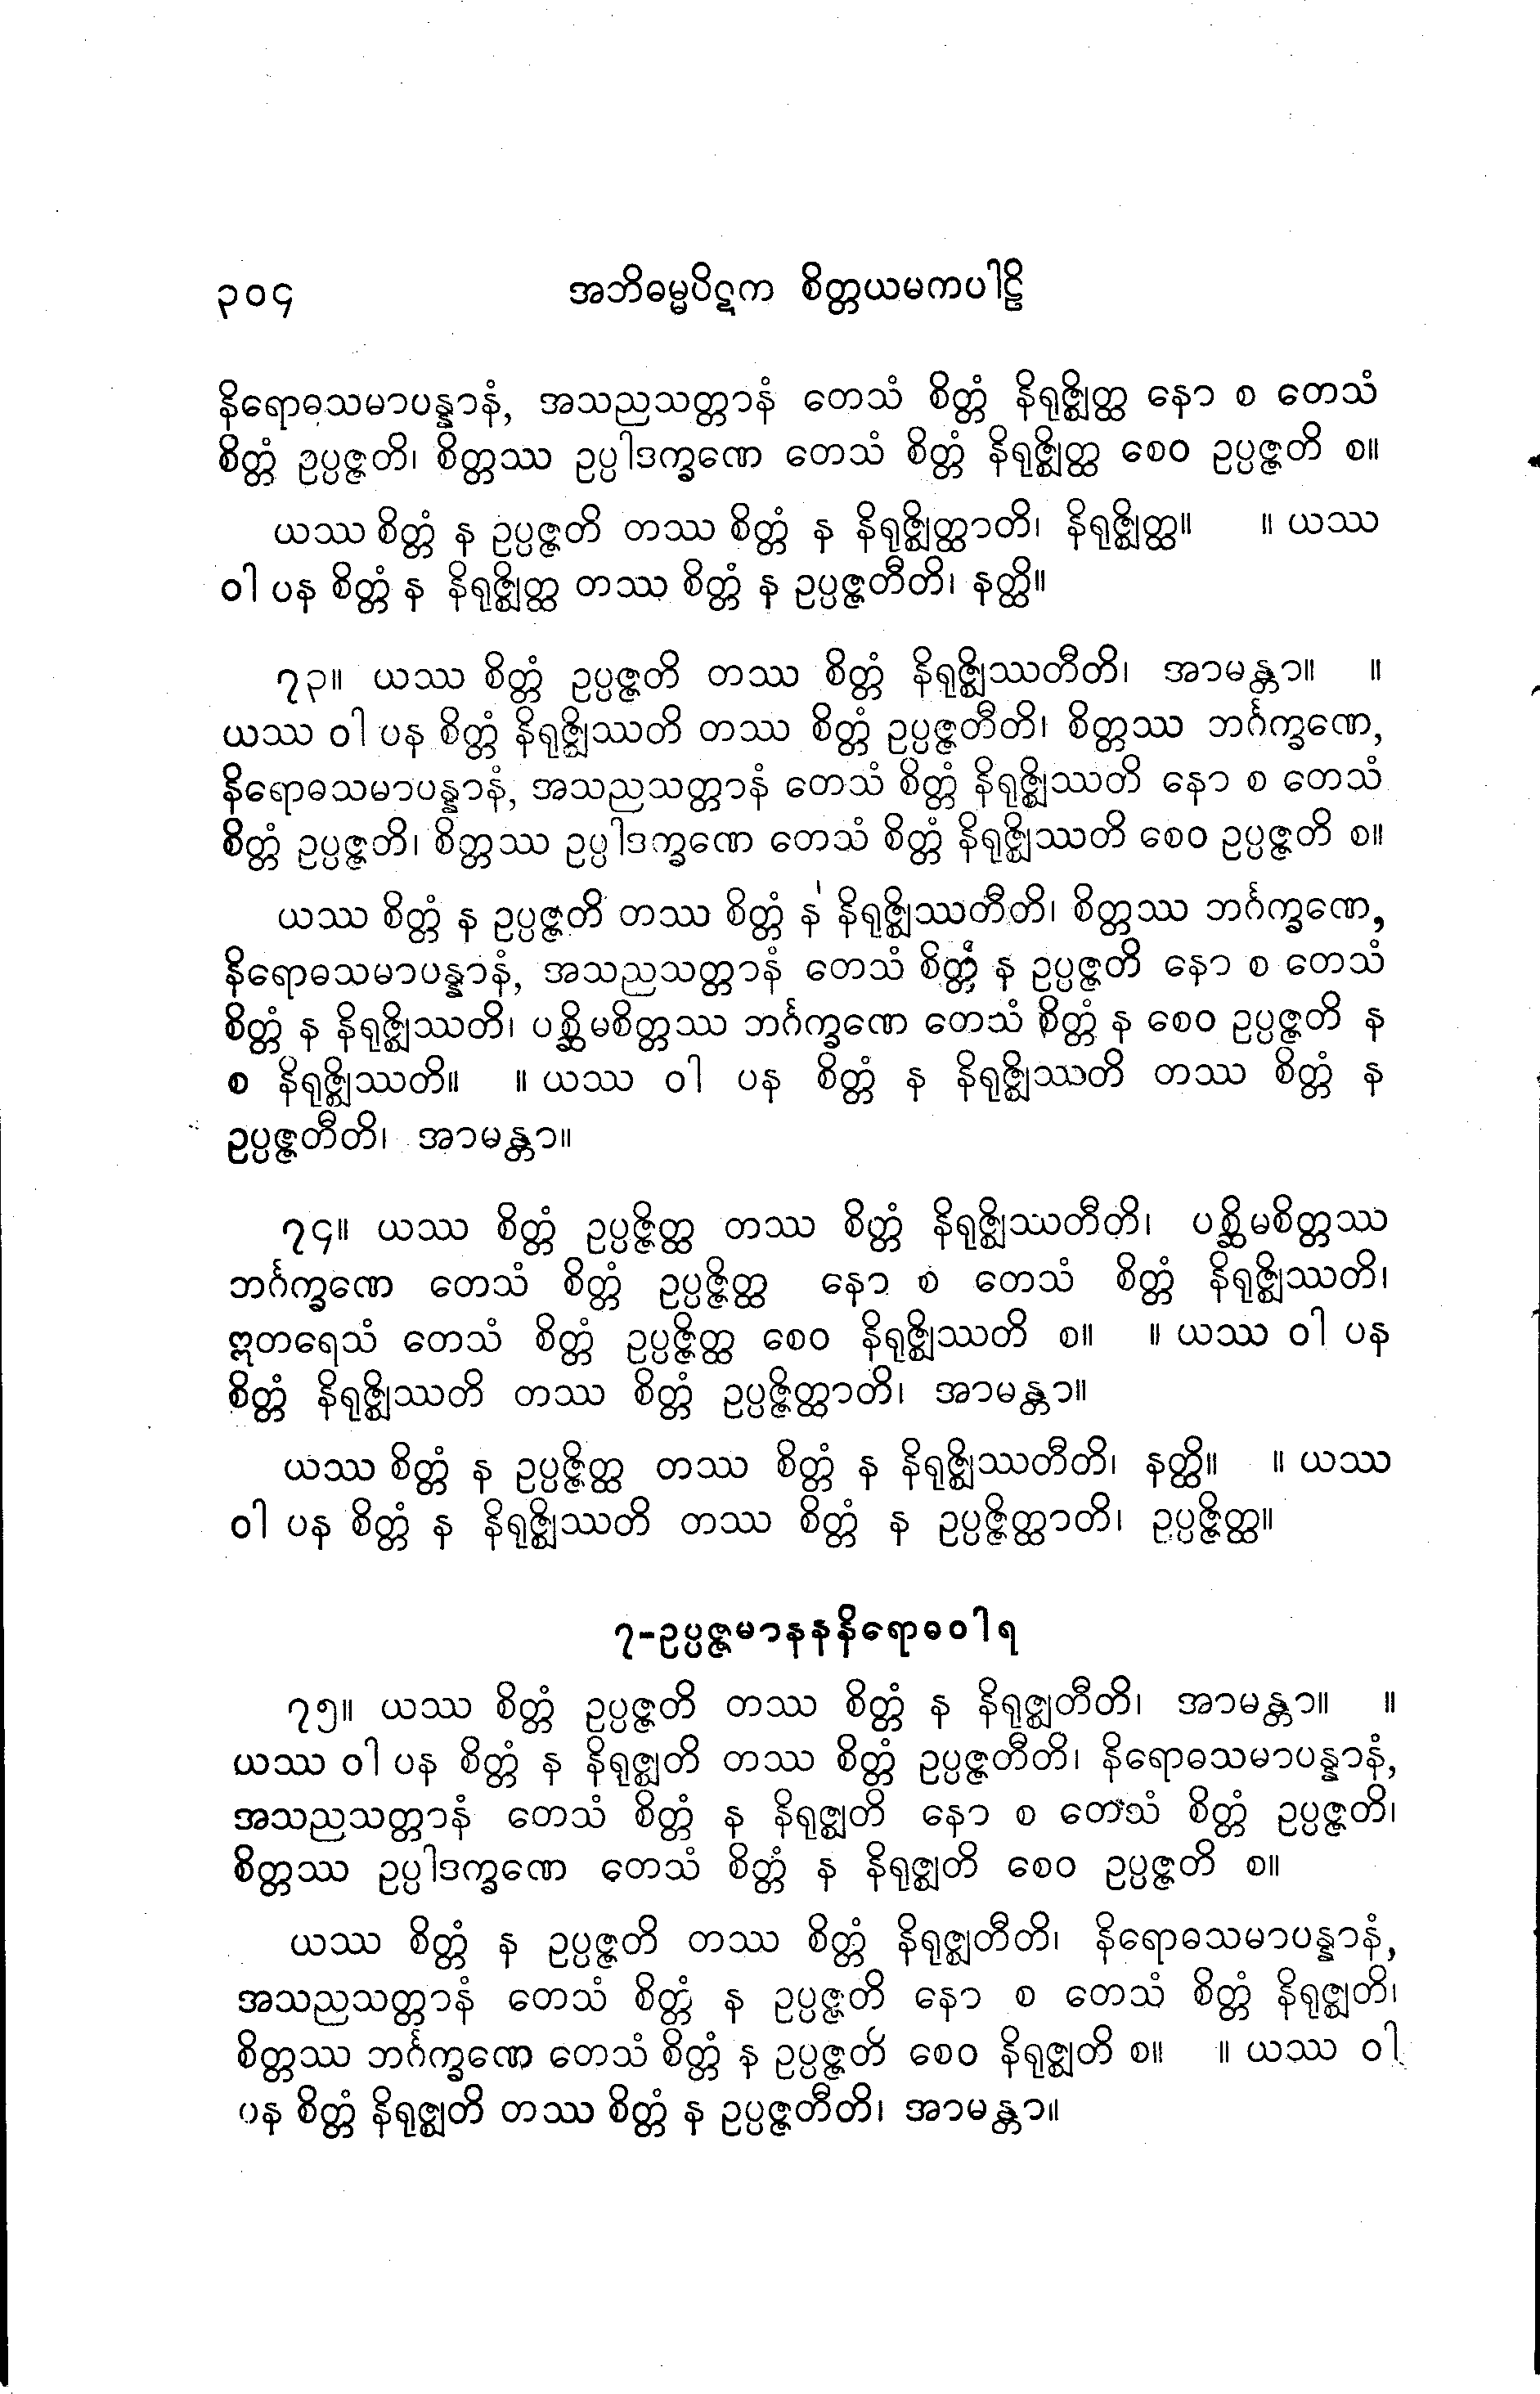 ၃၀၄ အဘိဓမ္မပိဋက စိတ္တယမကပါဠိ
နိရောဓသမာပန္နာနံ, အသညသတ္တာနံ တေသံ စိတ္တံ နိရုဇ္ဈိတ္ထ နော စ တေသံ
စိတ္တံ ဥပ္ပဇ္ဇတိ၊ စိတ္တဿ ဥပ္ပါဒက္ခဏေ တေသံ စိတ္တံ နိရုဇ္ဈိတ္ထ စေဝ ဥပ္ပဇ္ဇတိ စ။
ယဿ စိတ္တံ န ဥပ္ပဇ္ဇတိ တဿ စိတ္တံ န နိရုဇ္ဈိတ္ထာတိ၊ နိရုဇ္ဈိတ္ထ။ ။ ယဿ
ဝါ ပန စိတ္တံ န နိရုဇ္ဈိတ္ထ တဿ စိတ္တံ န ဥပ္ပဇ္ဇတီတိ၊ နတ္ထိ။
၇၃။ ယဿ စိတ္တံ ဥပ္ပဇ္ဇတိ တဿ စိတ္တံ နိရုဇ္ဈိဿတီတိ၊ အာမန္တာ။ ။
ယဿ ဝါ ပန စိတ္တံ နိရုဇ္ဈိဿတိ တဿ စိတ္တံ ဥပ္ပဇ္ဇတီတိ၊ စိတ္တဿ ဘင်္ဂက္ခဏေ,
နိရောဓသမာပန္နာနံ, အသညသတ္တာနံ တေသံ စိတ္တံ နိရုဇ္ဈိဿတိ နော စ တေသံ
စိတ္တံ ဥပ္ပဇ္ဇတိ၊ စိတ္တဿ ဥပ္ပါဒက္ခဏေ တေသံ စိတ္တံ နိရုဇ္ဈိဿတိ စေဝ ဥပ္ပဇ္ဇတိ စ။
ယဿ စိတ္တံ န ဥပ္ပဇ္ဇတိ တဿ စိတ္တံ န နိရုဇ္ဈိဿတီတိ၊ စိတ္တဿ ဘင်္ဂက္ခဏေ,
နိရောဓသမာပန္နာနံ, အသညသတ္တာနံ တေသံ စိတ္တံ န ဥပ္ပဇ္ဇတိ နော စ တေသံ
စိတ္တံ န နိရုဇ္ဈိဿတိ၊ ပစ္ဆိမစိတ္တဿ ဘင်္ဂက္ခဏေ တေသံ စိတ္တံ န စေဝ ဥပ္ပဇ္ဇတိ န
စ နိရုဇ္ဈိဿတိ။ ။ ယဿ ဝါ ပန စိတ္တံ န နိရုဇ္ဈိဿတိ တဿ စိတ္တံ န
ဥပ္ပဇ္ဇတီတိ၊ အာမန္တာ။
၇၄။ ယဿ စိတ္တံ ဥပ္ပဇ္ဇိတ္ထ တဿ စိတ္တံ နိရုဇ္ဈိဿတီတိ၊ ပစ္ဆိမစိတ္တဿ
ဘင်္ဂက္ခဏေ တေသံ စိတ္တံ ဥပ္ပဇ္ဇိတ္ထ နော စ တေသံ စိတ္တံ နိရုဇ္ဈိဿတိ၊
ဣတရေသံ တေသံ စိတ္တံ ဥပ္ပဇ္ဇိတ္ထ စေဝ နိရုဇ္ဈိဿတိ စ။ ။ ယဿ ဝါ ပန
စိတ္တံ နိရုဇ္ဈိဿတိ တဿ စိတ္တံ ဥပ္ပဇ္ဇိတ္ထာတိ၊ အာမန္တာ။
ယဿ စိတ္တံ န ဥပ္ပဇ္ဇိတ္ထ တဿ စိတ္တံ န နိရုဇ္ဈိဿတီတိ၊ နတ္ထိ။ ။ ယဿ
ဝါ ပန စိတ္တံ န နိရုဇ္ဈိဿတိ တဿ စိတ္တံ န ဥပ္ပဇ္ဇိတ္ထာတိ၊ ဥပ္ပဇ္ဇိတ္ထ။
၇-ဥပ္ပဇ္ဇမာနနနိရောဓဝါရ
၇၅။ ယဿ စိတ္တံ ဥပ္ပဇ္ဇတိ တဿ စိတ္တံ န နိရုဇ္ဈတီတိ၊ အာမန္တာ။ ။
ယဿ ဝါ ပန စိတ္တံ န နိရုဇ္ဈတိ တဿ စိတ္တံ ဥပ္ပဇ္ဇတီတိ၊ နိရောဓသမာပန္နာနံ,
အသညသတ္တာနံ တေသံ စိတ္တံ န နိရုဇ္ဈတိ နော စ တေသံ စိတ္တံ ဥပ္ပဇ္ဇတိ၊
စိတ္တဿ ဥပ္ပါဒက္ခဏေ တေသံ စိတ္တံ န နိရုဇ္ဈတိ စေဝ ဥပ္ပဇ္ဇတိ စ။
ယဿ စိတ္တံ န ဥပ္ပဇ္ဇတိ တဿ စိတ္တံ နိရုဇ္ဈတီတိ၊ နိရောဓသမာပန္နာနံ,
အသညသတ္တာနံ တေသံ စိတ္တံ န ဥပ္ပဇ္ဇတိ နော စ တေသံ စိတ္တံ နိရုဇ္ဈတိ၊
စိတ္တဿ ဘင်္ဂက္ခဏေ တေသံ စိတ္တံ န ဥပ္ပဇ္ဇတိ စေဝ နိရုဇ္ဈတိ စ။ ။ ယဿ ဝါ
ပန စိတ္တံ နိရုဇ္ဈတိ တဿ စိတ္တံ န ဥပ္ပဇ္ဇတီတိ၊ အာမန္တာ။